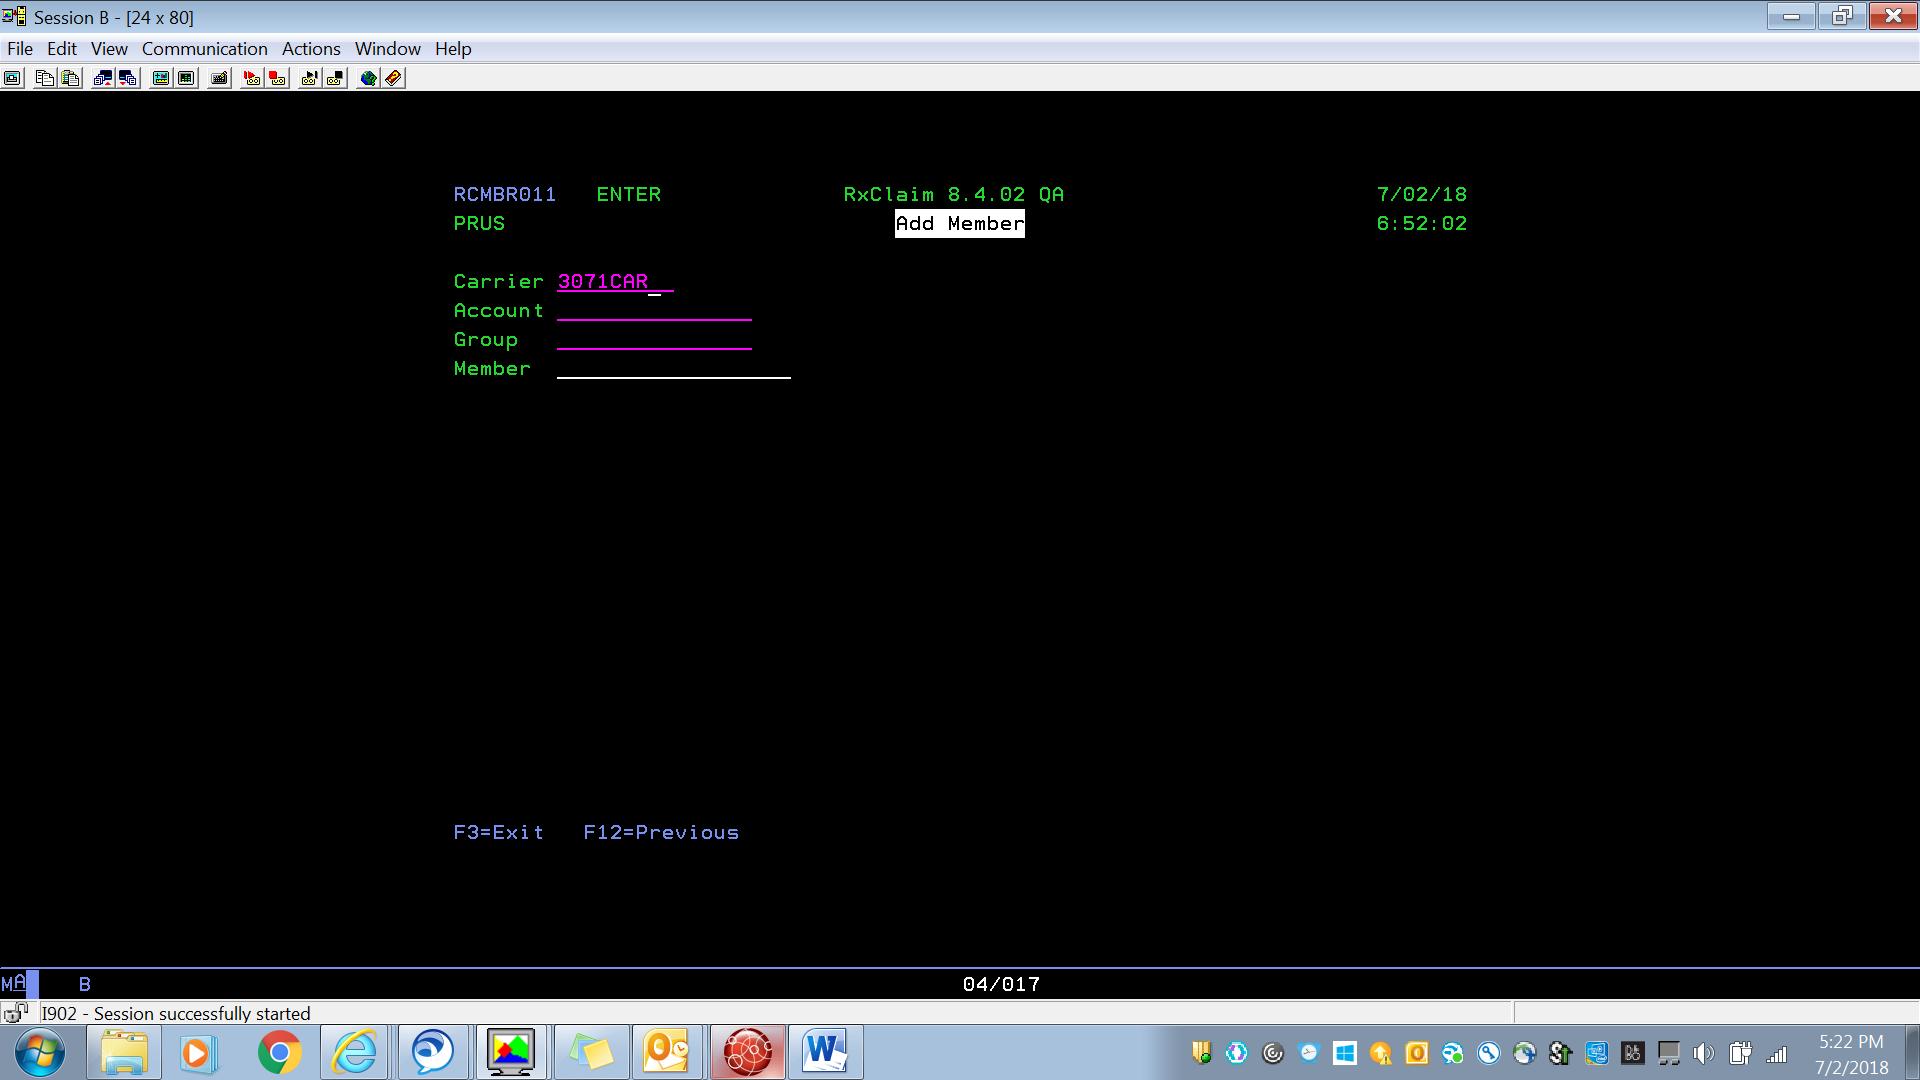 Session B - [24 x 80]
File Edit View Communication Actions Window Help
RCMBR011 ENTER RxClaim 8.4.02 QA 7/02/18
PRUS Add Member 6:52:02
Carrier 3071CAR
Account
Group
Member
F3=Exit F12=Previous
MA B 04/017
I902 - Session successfully started
5:22 PM
7/2/2018